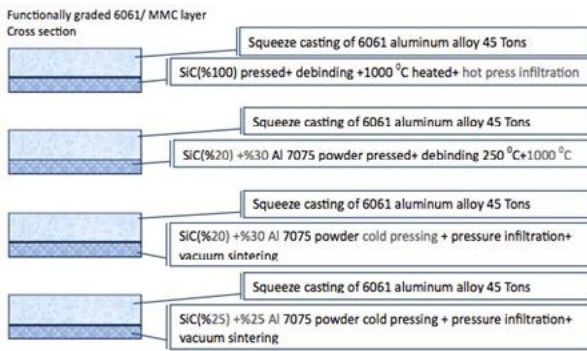 Functionally graded 6061/ MMC layer
Cross section
Squeeze casting of 6061 aluminum alloy 45 Tons
SiC(%100) pressed+ debinding +1000 ⁰C heated+ hot press infiltration
Squeeze casting of 6061 aluminum alloy 45 Tons
SiC(%20) +%30 Al 7075 powder pressed+ debinding 250 ⁰C+1000 ⁰C
Squeeze casting of 6061 aluminum alloy 45 Tons
SiC(%20) +%30 Al 7075 powder cold pressing + pressure infiltration+
vacuum sintering
Squeeze casting of 6061 aluminum alloy 45 Tons
SiC(%25) +%25 Al 7075 powder cold pressing + pressure infiltration+
vacuum sintering